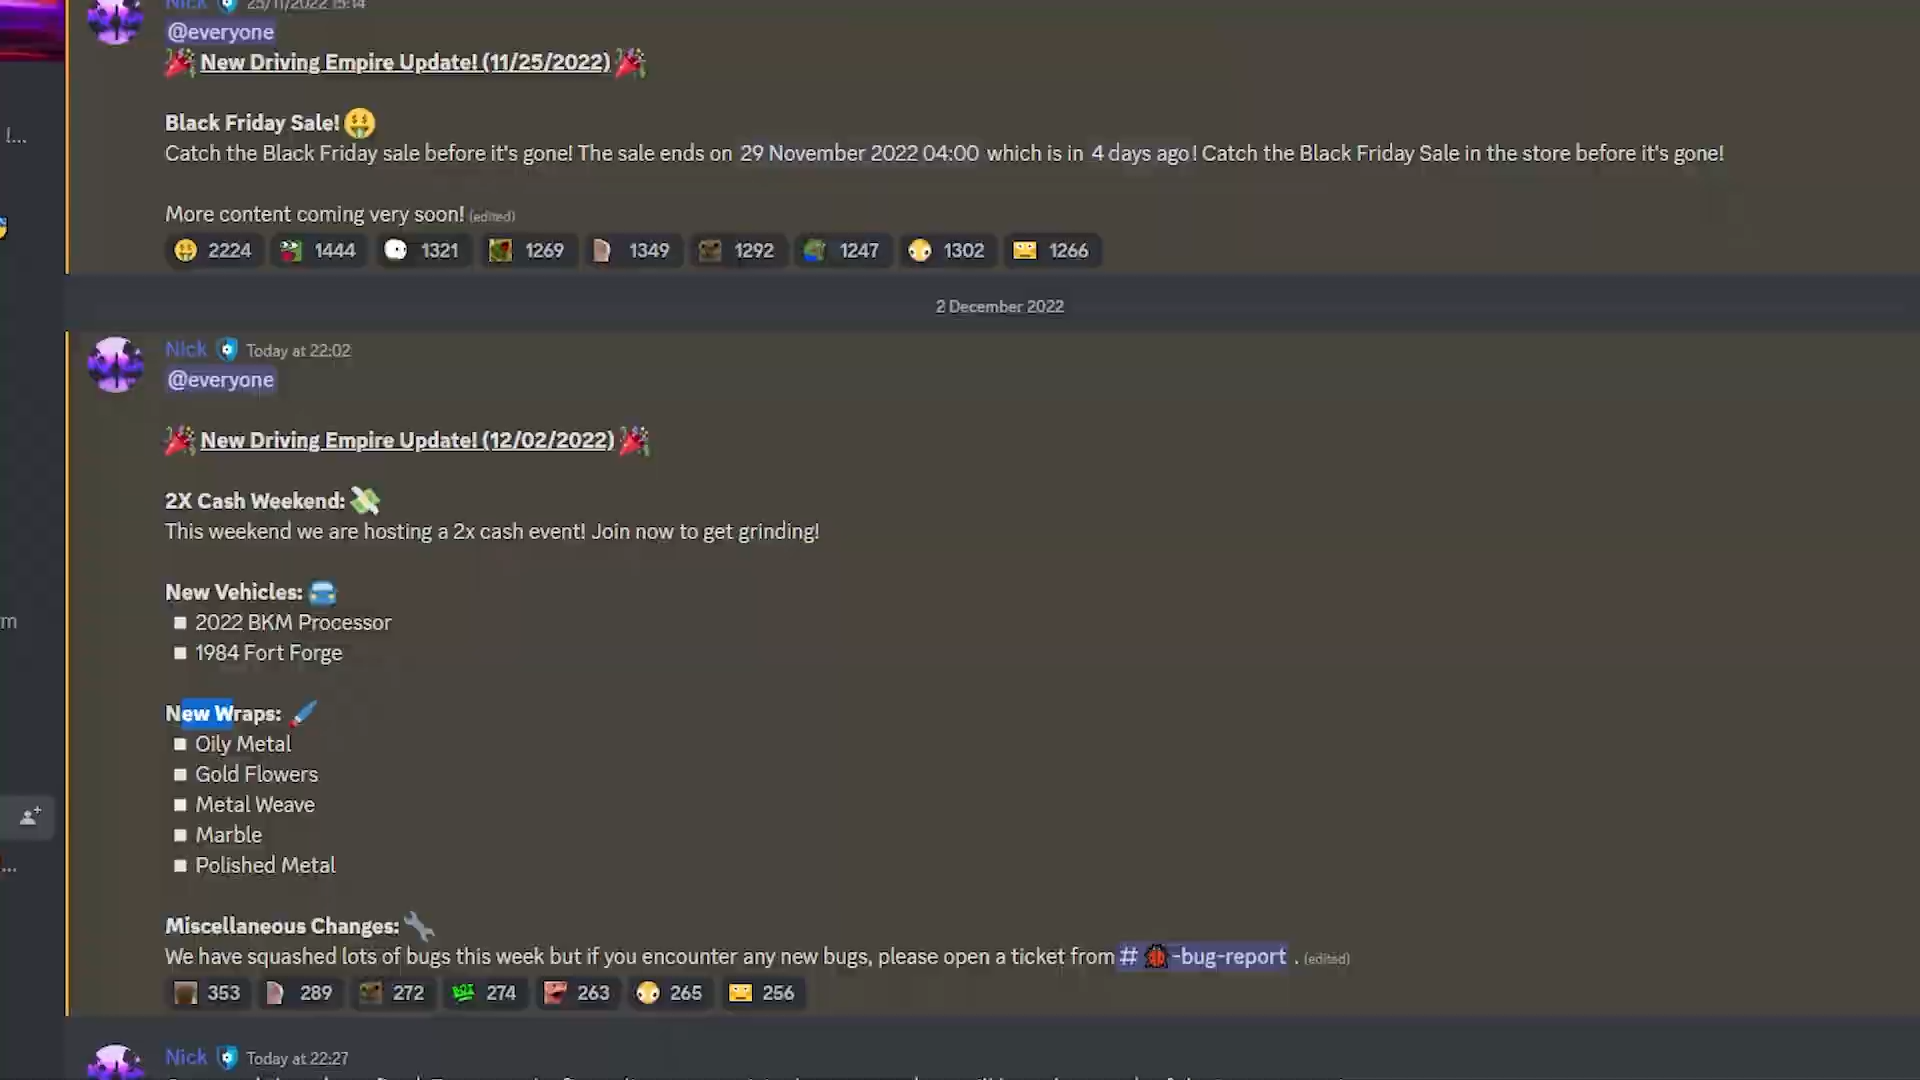 Nick 25/11/2022 15:14
@everyone
New Driving Empire Update! (11/25/2022)
Black Friday Sale!
Catch the Black Friday sale before it's gone! The sale ends on 29 November 2022 04:00 which is in 4 days ago! Catch the Black Friday Sale in the store before it's gone!
More content coming very soon! (edited)
2224 1444 1321 1269 1349 1292 1247 1302 1266
2 December 2022
Nick Today at 22:02
@everyone
New Driving Empire Update! (12/02/2022)
2X Cash Weekend:
This weekend we are hosting a 2x cash event! Join now to get grinding!
New Vehicles:
2022 BKM Processor
1984 Fort Forge
New Wraps:
Oily Metal
Gold Flowers
Metal Weave
Marble
Polished Metal
Miscellaneous Changes:
We have squashed lots of bugs this week but if you encounter any new bugs, please open a ticket from # -bug-report . (edited)
353 289 272 274 263 265 256
Nick Today at 22:27